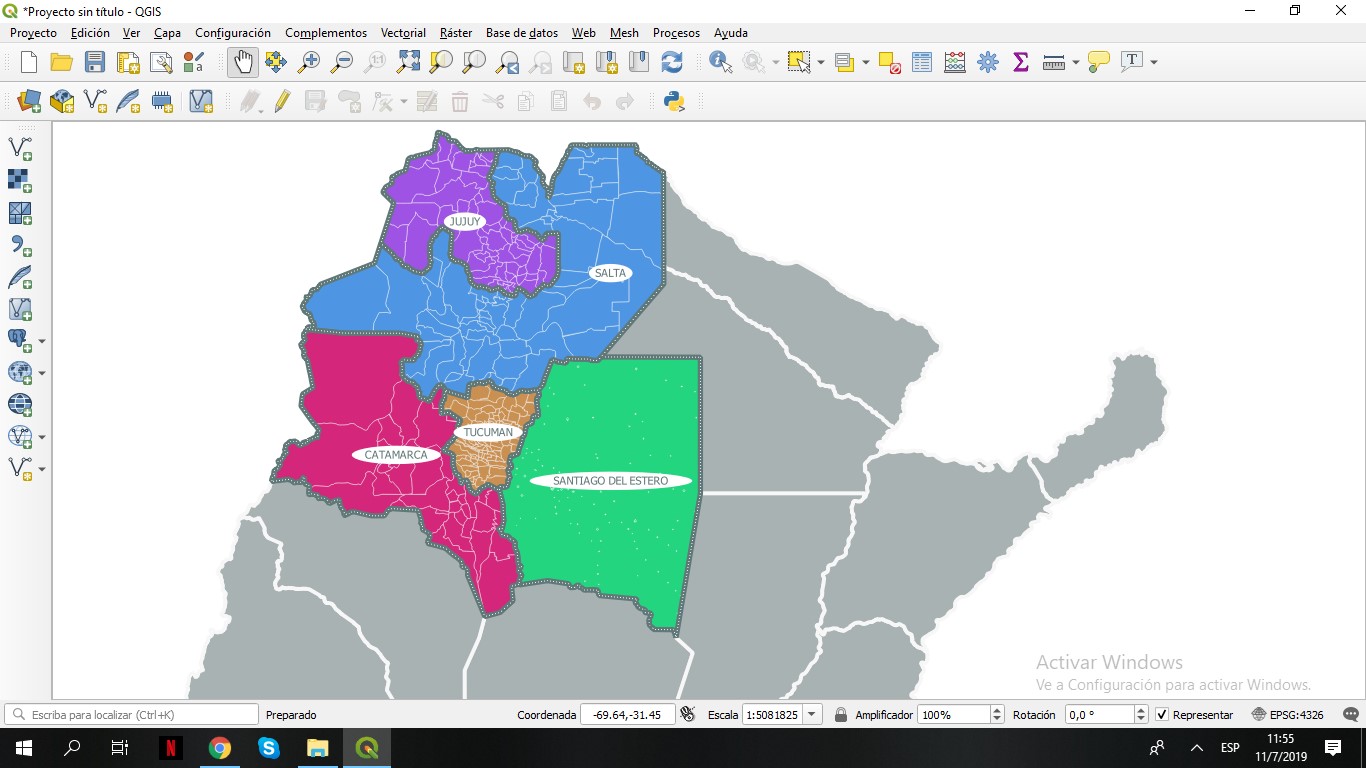 *Proyecto sin título - QGIS
Proyecto Edición Ver Capa Configuración Complementos Vectorial Ráster Base de datos Web Mesh Procesos Ayuda
JUJUY
SALTA
TUCUMAN
CATAMARCA
SANTIAGO DEL ESTERO
Activar Windows
Ve a Configuración para activar Windows.
Escriba para localizar (Ctrl+K) Preparado Coordenada -69.64,-31.45 Escala 1:5081825 Amplificador 100% Rotación 0,0 ° Representar EPSG:4326
ESP
11:55
11/7/2019